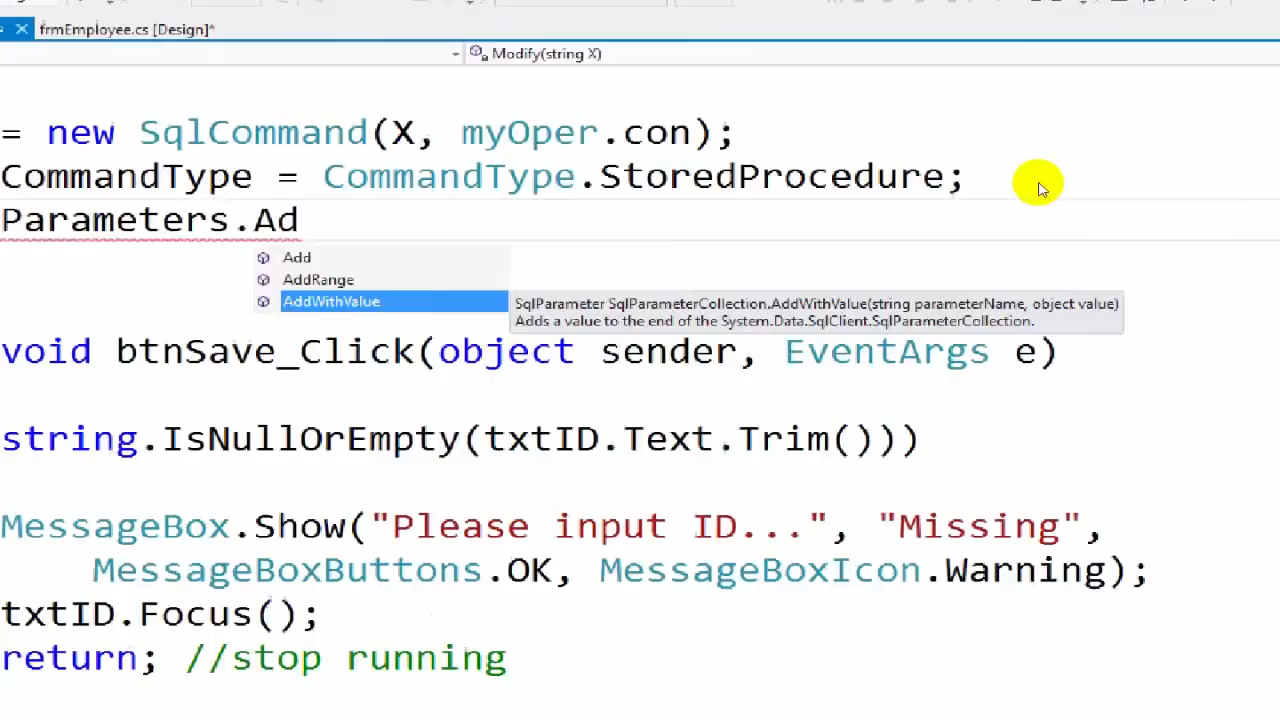 frmEmployee.cs [Design]*
Modify(string X)
= new SqlCommand(X, myOper.con);
CommandType = CommandType.StoredProcedure;
Parameters.Ad
Add
AddRange
AddWithValue
SqlParameter SqlParameterCollection.AddWithValue(string parameterName, object value)
Adds a value to the end of the System.Data.SqlClient.SqlParameterCollection.
void btnSave_Click(object sender, EventArgs e)
string.IsNullOrEmpty(txtID.Text.Trim()))
MessageBox.Show("Please input ID...", "Missing",
MessageBoxButtons.OK, MessageBoxIcon.Warning);
txtID.Focus();
return; //stop running